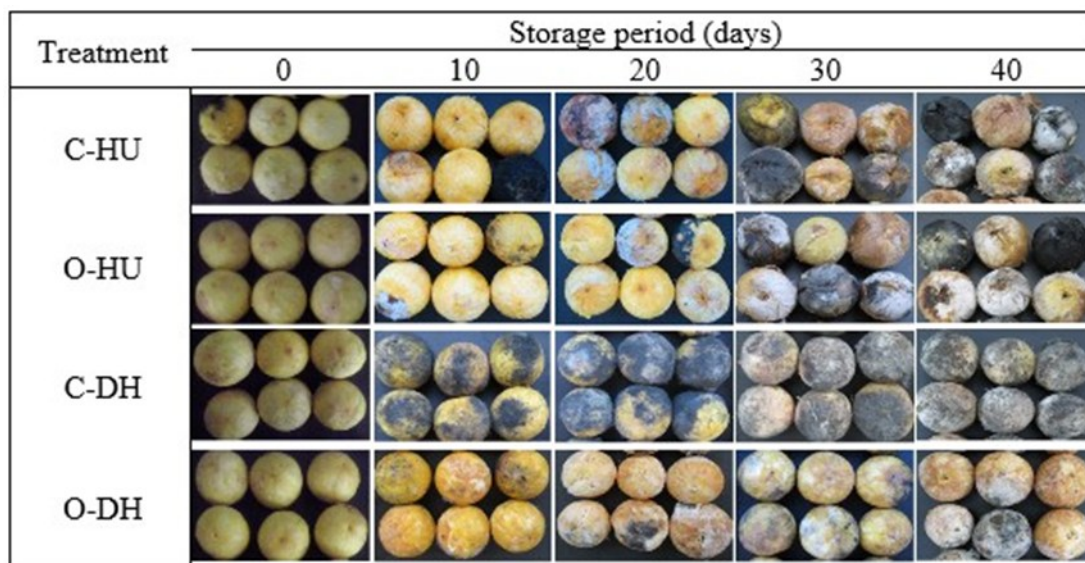 Treatment
Storage period (days)
0 10 20 30 40
C-HU
O-HU
C-DH
O-DH